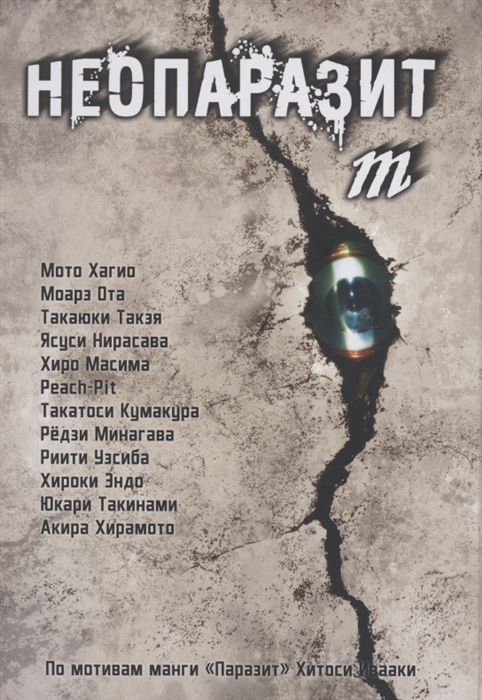 НЕОПАРАЗИТ
m
Мото Хагио
Моарэ Ота
Такаюки Такэя
Ясуси Нирасава
Хиро Масима
Peach-Pit
Такатоси Кумакура
Рёдзи Минагава
Риити Уэсиба
Хироки Эндо
Юкари Такинами
Акира Хирамото
По мотивам манги «Паразит» Хитоси Иваaки